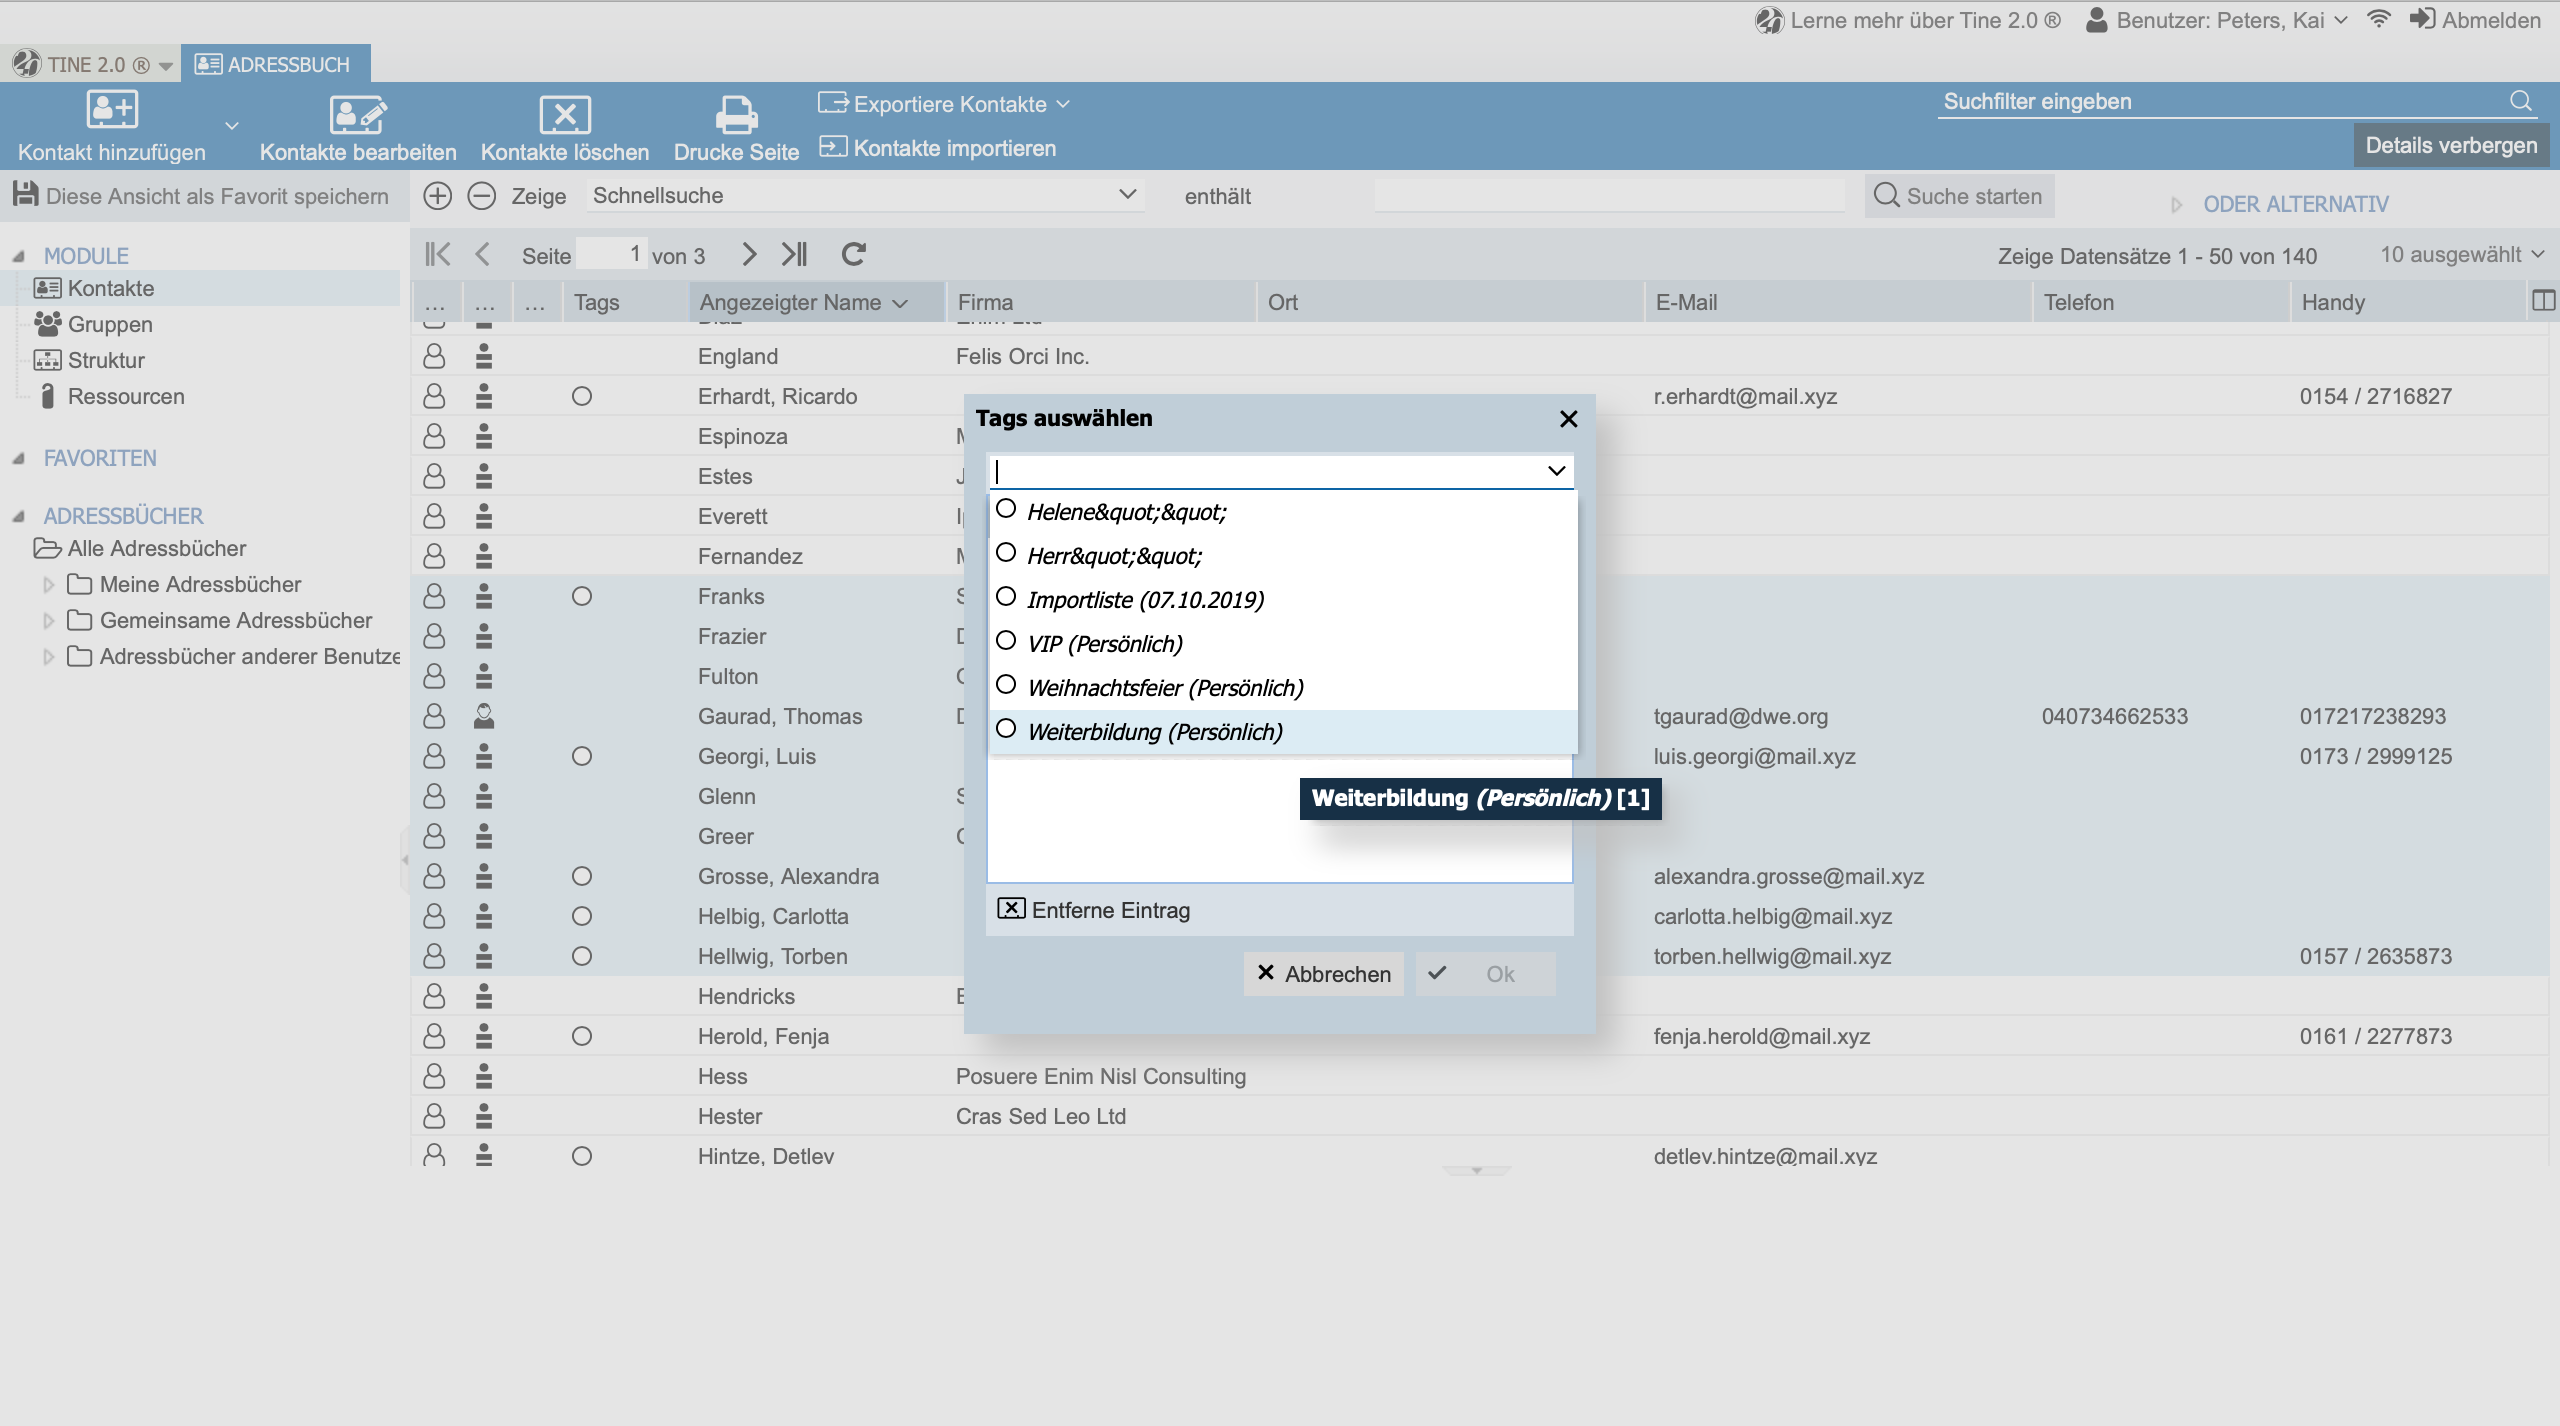 Lerne mehr über Tine 2.0 ® Benutzer: Peters, Kai Abmelden
TINE 2.0 ® ADRESSBUCH
Kontakt hinzufügen Kontakte bearbeiten Kontakte löschen Drucke Seite
Exportiere Kontakte
Kontakte importieren
Suchfilter eingeben
Details verbergen
Diese Ansicht als Favorit speichern
Zeige Schnellsuche enthält Suche starten ODER ALTERNATIV
MODULE
Kontakte
Gruppen
Struktur
Ressourcen
FAVORITEN
ADRESSBÜCHER
Alle Adressbücher
Meine Adressbücher
Gemeinsame Adressbücher
Adressbücher anderer Benutze
Seite 1 von 3 Zeige Datensätze 1 - 50 von 140 10 ausgewählt
... ... ... Tags Angezeigter Name Firma Ort E-Mail Telefon Handy
England Felis Orci Inc.
Erhardt, Ricardo r.erhardt@mail.xyz 0154 / 2716827
Espinoza
Estes
Everett
Fernandez
Franks
Frazier
Fulton
Gaurad, Thomas tgaurad@dwe.org 040734662533 017217238293
Georgi, Luis luis.georgi@mail.xyz 0173 / 2999125
Glenn
Greer
Grosse, Alexandra alexandra.grosse@mail.xyz
Helbig, Carlotta carlotta.helbig@mail.xyz
Hellwig, Torben torben.hellwig@mail.xyz 0157 / 2635873
Hendricks
Herold, Fenja fenja.herold@mail.xyz 0161 / 2277873
Hess Posuere Enim Nisl Consulting
Hester Cras Sed Leo Ltd
Hintze, Detlev detlev.hintze@mail.xyz
Tags auswählen
Helene&quot;&quot;
Herr&quot;&quot;
Importliste (07.10.2019)
VIP (Persönlich)
Weihnachtsfeier (Persönlich)
Weiterbildung (Persönlich)
Weiterbildung (Persönlich) [1]
Entferne Eintrag
Abbrechen Ok